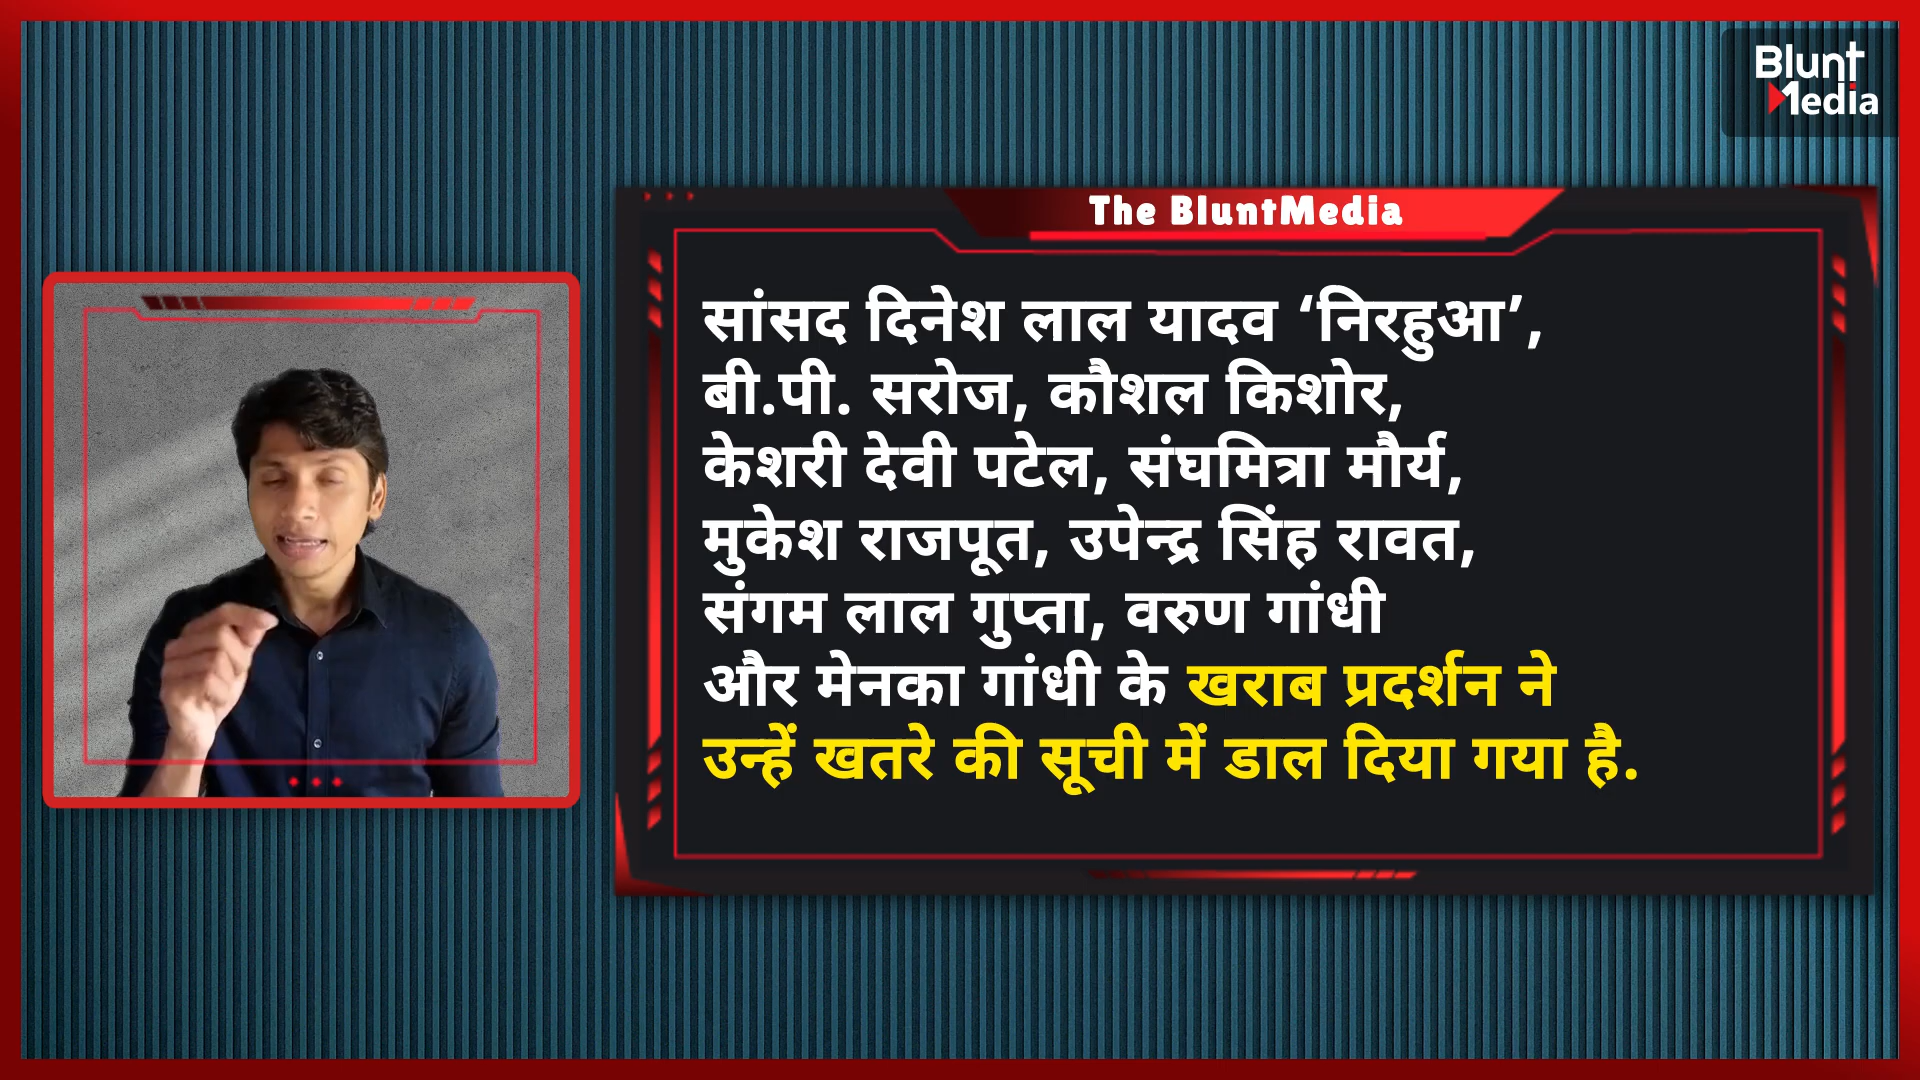 Blunt
Media
The BluntMedia
सांसद दिनेश लाल यादव ‘निरहुआ’,
बी.पी. सरोज, कौशल किशोर,
केशरी देवी पटेल, संघमित्रा मौर्य,
मुकेश राजपूत, उपेन्द्र सिंह रावत,
संगम लाल गुप्ता, वरुण गांधी
और मेनका गांधी के खराब प्रदर्शन ने
उन्हें खतरे की सूची में डाल दिया गया है.